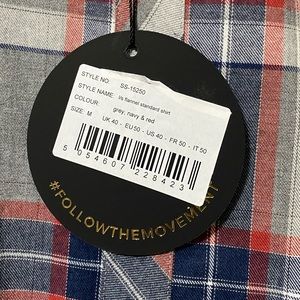 STYLE NO: SS-15250
STYLE NAME: l/s flannel standard shirt
COLOUR: grey, navy & red
SIZE: M UK 40 - EU 50 - US 40 - FR 50 - IT 50
5 054607 228423
#FOLLOWTHEMOVEMENT